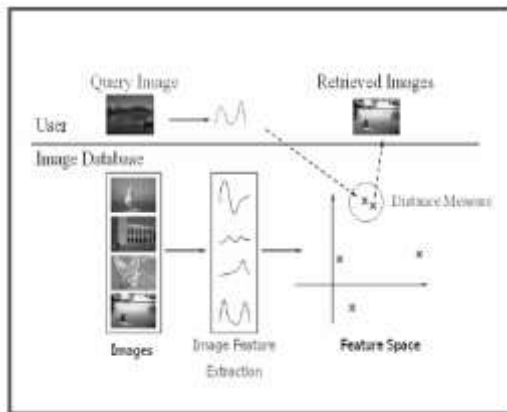 Query Image
Retrieved Images
User
Image Database
Distance Measure
Images
Image Feature
Extraction
Feature Space